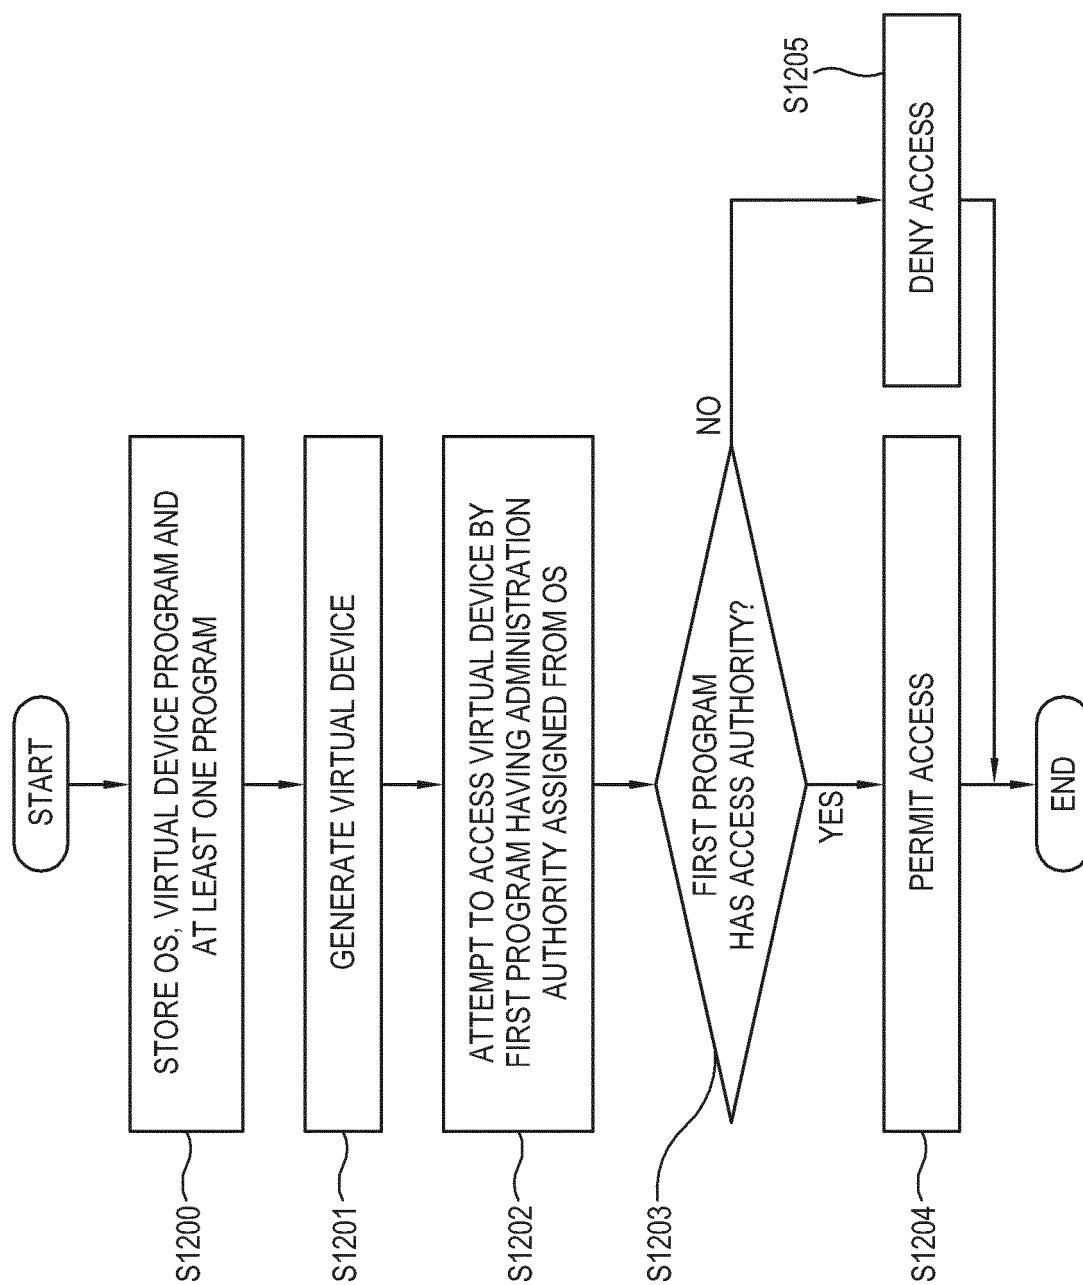 START
STORE OS, VIRTUAL DEVICE PROGRAM AND
AT LEAST ONE PROGRAM
S1200
GENERATE VIRTUAL DEVICE
S1201
ATTEMPT TO ACCESS VIRTUAL DEVICE BY
FIRST PROGRAM HAVING ADMINISTRATION
AUTHORITY ASSIGNED FROM OS
S1202
FIRST PROGRAM
HAS ACCESS AUTHORITY?
S1203
NO
YES
PERMIT ACCESS
S1204
DENY ACCESS
S1205
END